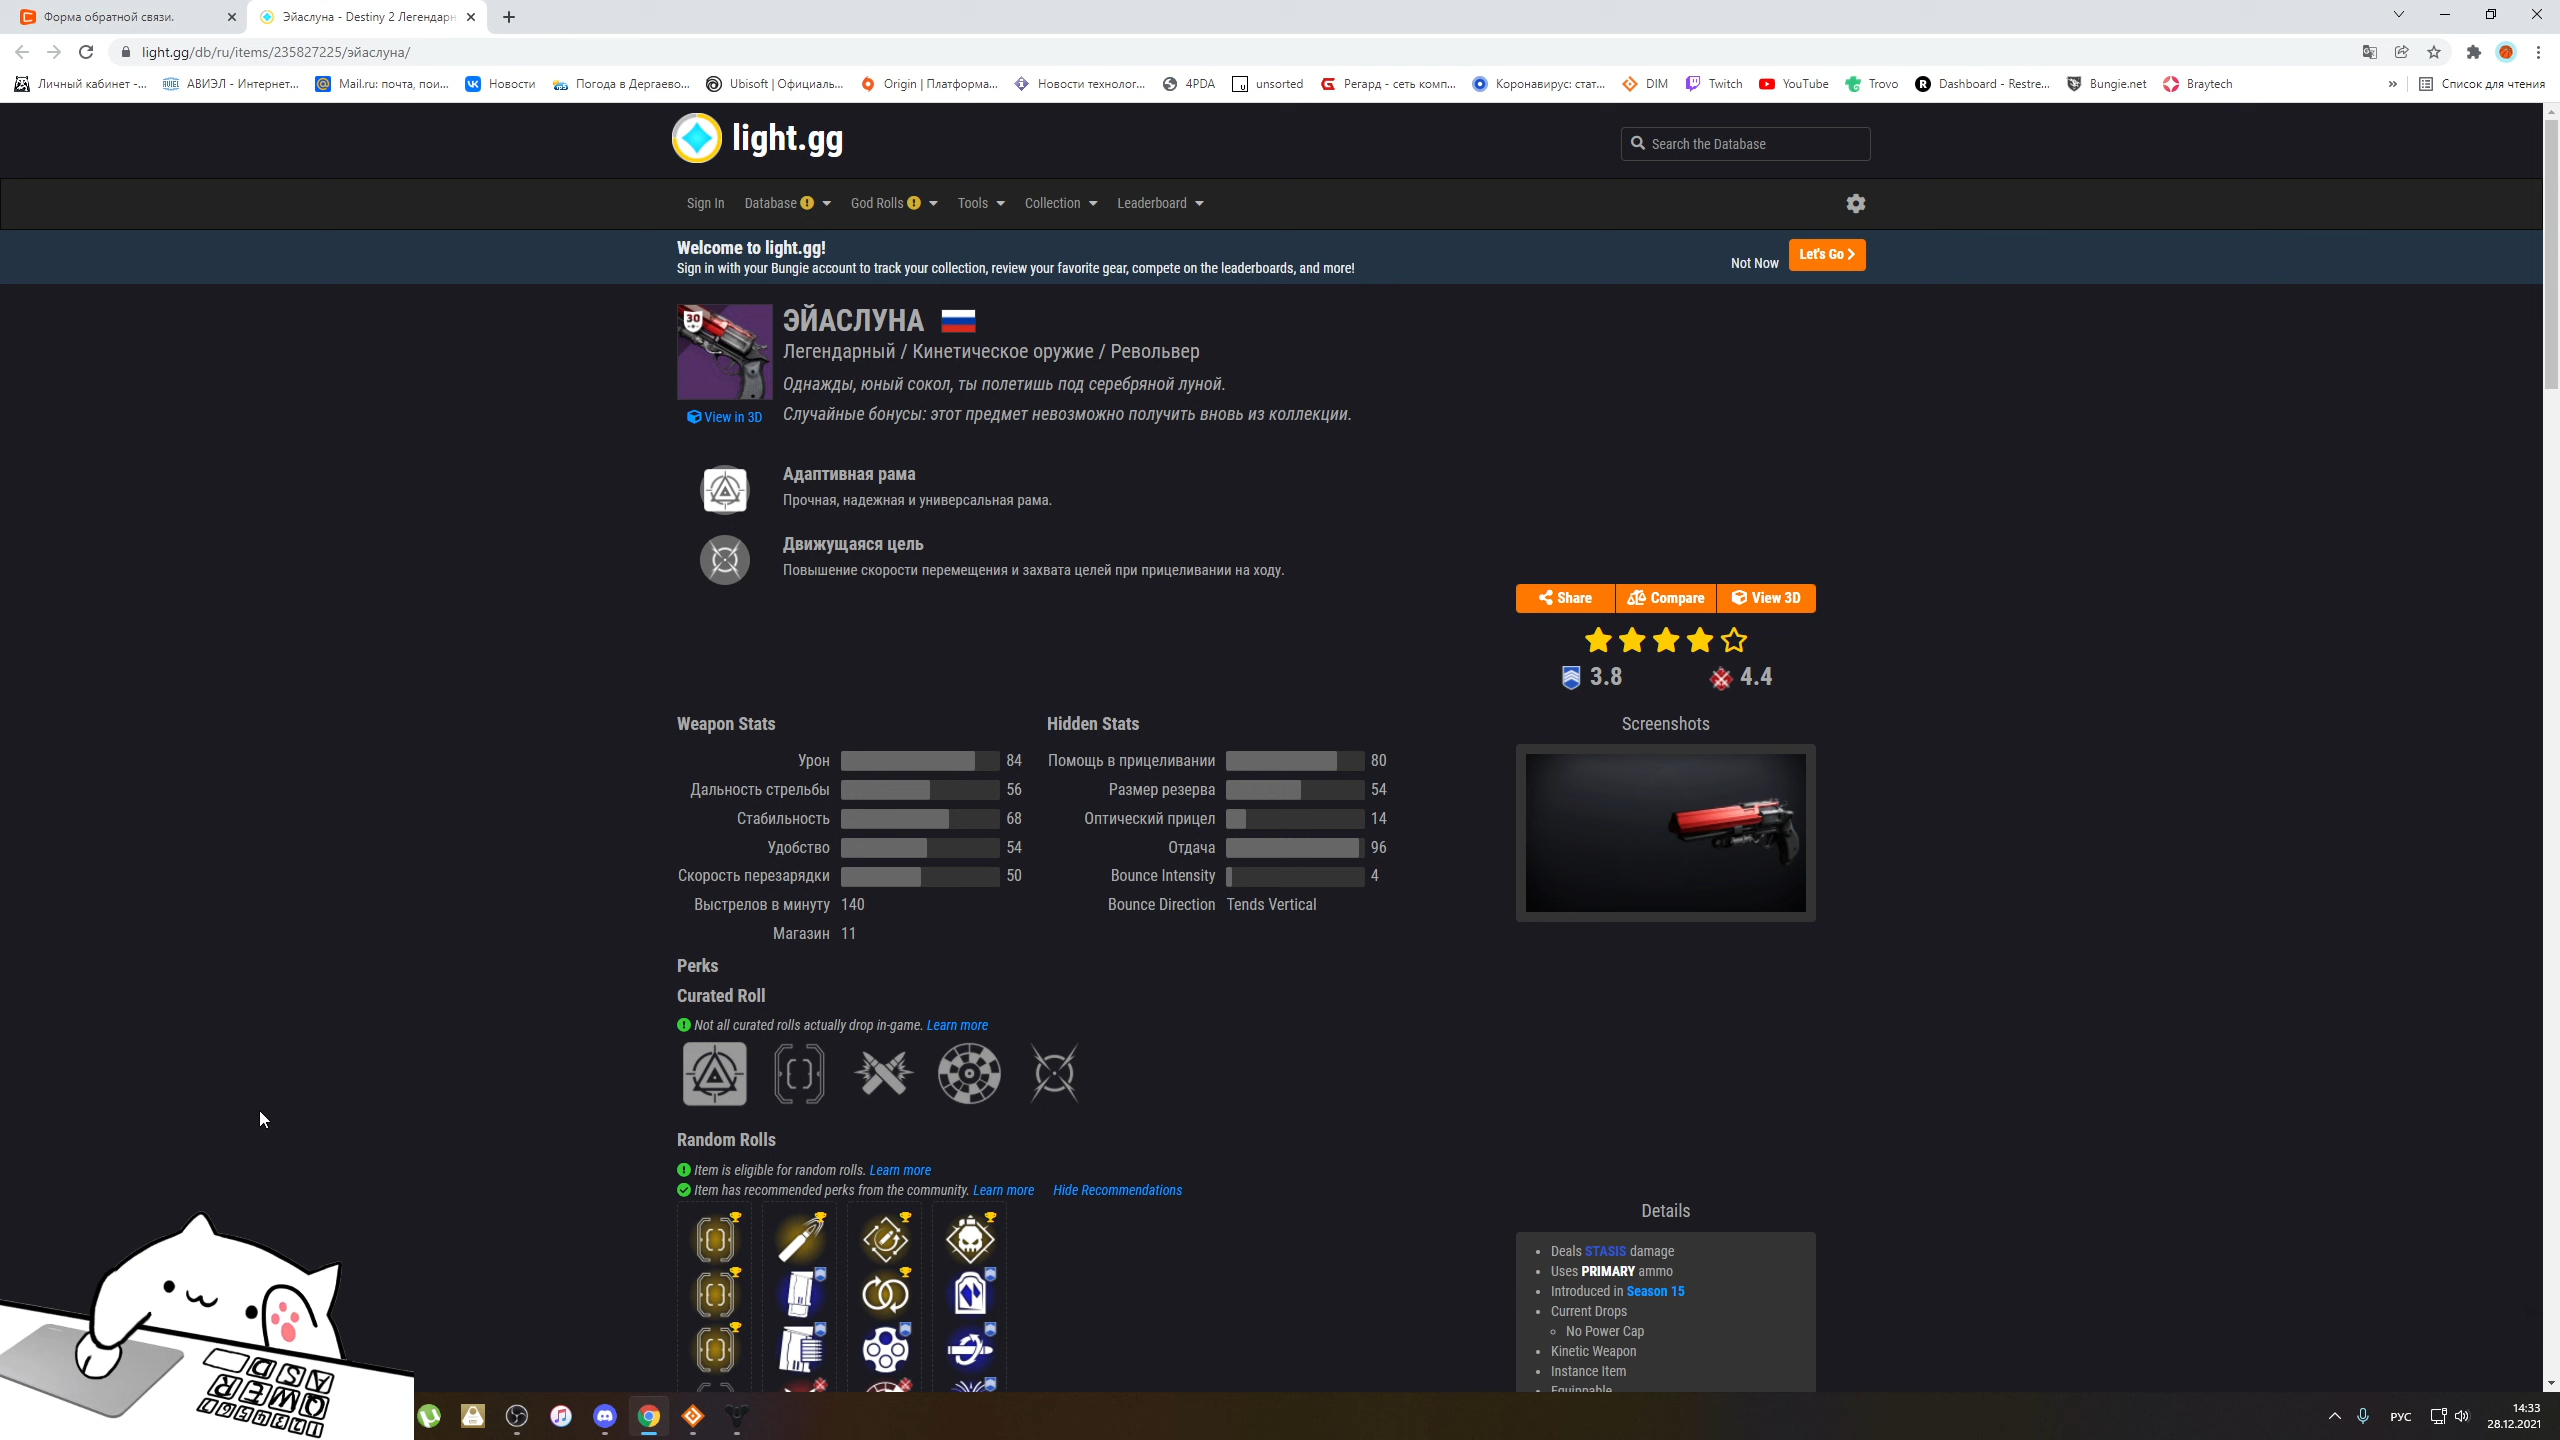 Форма обратной связи.
Эйаслуна - Destiny 2 Легендарн
light.gg/db/ru/items/235827225/эйаслуна/
Личный кабинет -...
АВИЭЛ - Интернет...
Mail.ru: почта, пои...
Новости
Погода в Дергаево...
Ubisoft | Официаль...
Origin | Платформа...
Новости технолог...
4PDA
unsorted
Регард - сеть комп...
Коронавирус: стат...
DIM
Twitch
YouTube
Trovo
Dashboard - Restre...
Bungie.net
Braytech
»
Список для чтения
light.gg
Search the Database
Sign In
Database
God Rolls
Tools
Collection
Leaderboard
Welcome to light.gg!
Sign in with your Bungie account to track your collection, review your favorite gear, compete on the leaderboards, and more!
Not Now
Let's Go
30
ЭЙАСЛУНА
Легендарный / Кинетическое оружие / Револьвер
Однажды, юный сокол, ты полетишь под серебряной луной.
View in 3D
Случайные бонусы: этот предмет невозможно получить вновь из коллекции.
Адаптивная рама
Прочная, надежная и универсальная рама.
Движущаяся цель
Повышение скорости перемещения и захвата целей при прицеливании на ходу.
Share
Compare
View 3D
3.8
4.4
Weapon Stats
Урон 84
Дальность стрельбы 56
Стабильность 68
Удобство 54
Скорость перезарядки 50
Выстрелов в минуту 140
Магазин 11
Hidden Stats
Помощь в прицеливании 80
Размер резерва 54
Оптический прицел 14
Отдача 96
Bounce Intensity 4
Bounce Direction Tends Vertical
Screenshots
Perks
Curated Roll
Not all curated rolls actually drop in-game. Learn more
Random Rolls
Item is eligible for random rolls. Learn more
Item has recommended perks from the community. Learn more Hide Recommendations
Details
Deals STASIS damage
Uses PRIMARY ammo
Introduced in Season 15
Current Drops
No Power Cap
Kinetic Weapon
Instance Item
Equippable
A S D
Q W E R
РУС
14:33
28.12.2021